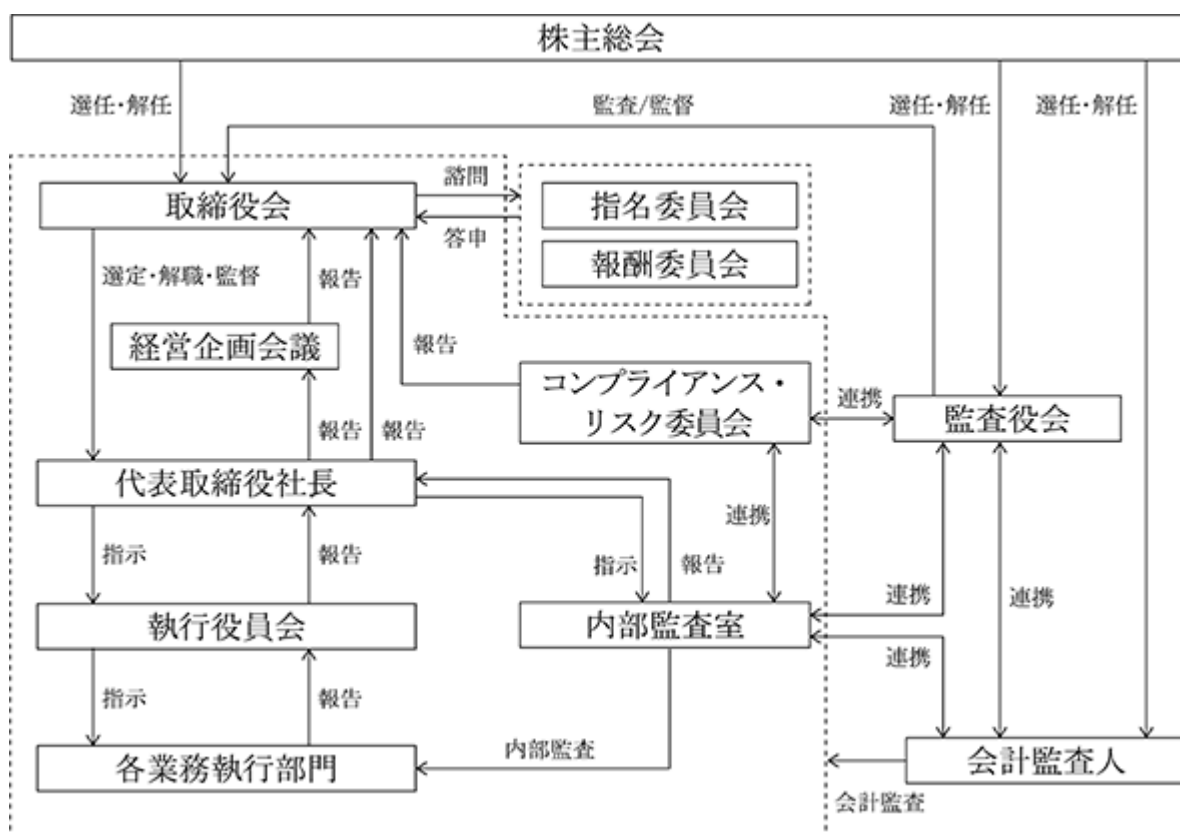 株主総会
選任・解任
監査/監督
選任・解任
選任・解任
諮問
取締役会
指名委員会
答申
報酬委員会
選定・解職・監督
報告
経営企画会議
報告
コンプライアンス・
リスク委員会
連携
監査役会
報告
報告
代表取締役社長
連携
指示
報告
指示
報告
執行役員会
内部監査室
連携
連携
連携
指示
報告
内部監査
各業務執行部門
会計監査人
会計監査